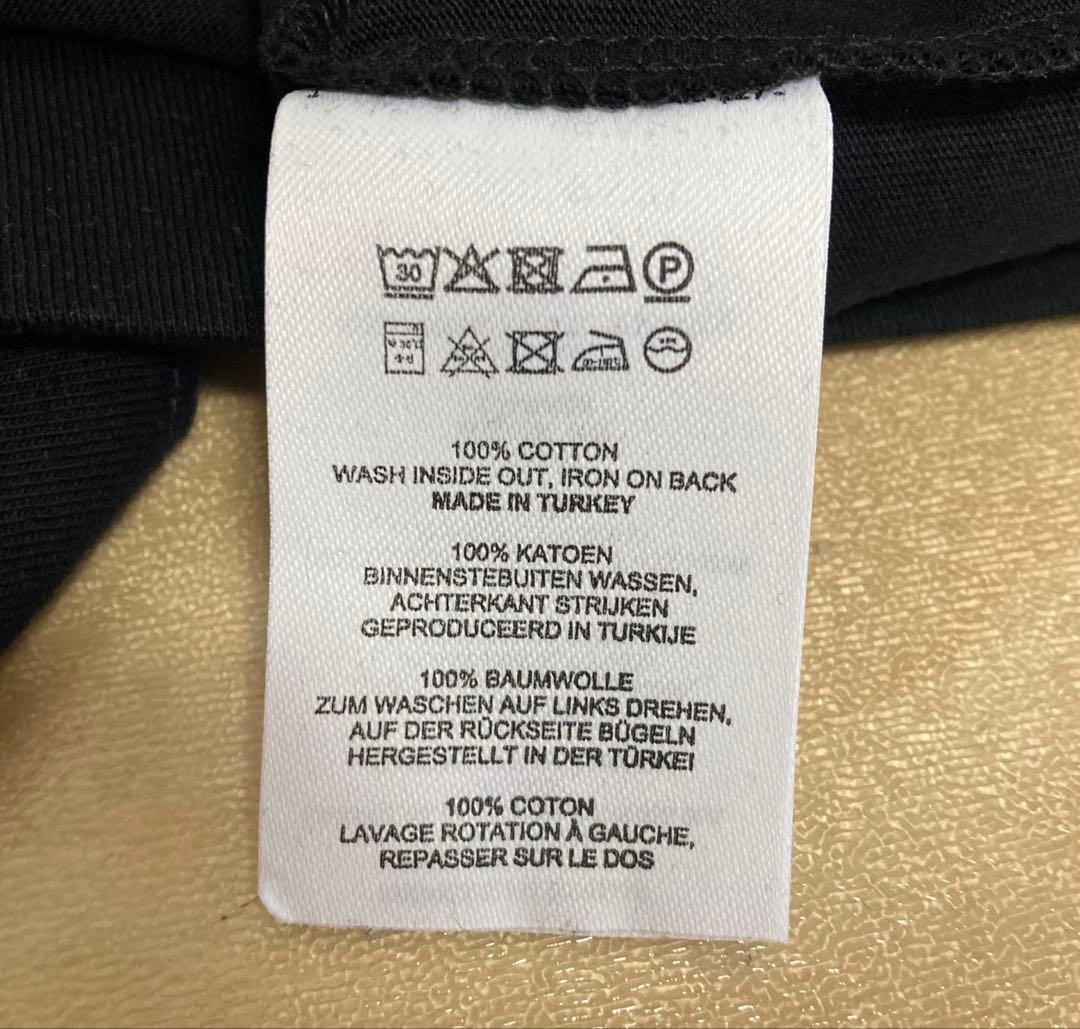 30 P
100% COTTON
WASH INSIDE OUT, IRON ON BACK
MADE IN TURKEY
100% KATOEN
BINNENSTEBUITEN WASSEN,
ACHTERKANT STRIJKEN
GEPRODUCEERD IN TURKIJE
100% BAUMWOLLE
ZUM WASCHEN AUF LINKS DREHEN,
AUF DER RÜCKSEITE BÜGELN
HERGESTELLT IN DER TÜRKEI
100% COTON
LAVAGE ROTATION À GAUCHE,
REPASSER SUR LE DOS